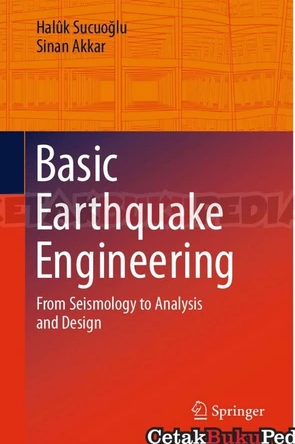 Halûk Sucuoğlu
Sinan Akkar
Basic
Earthquake
Engineering
From Seismology to Analysis
and Design
Springer
CetakBukuPed